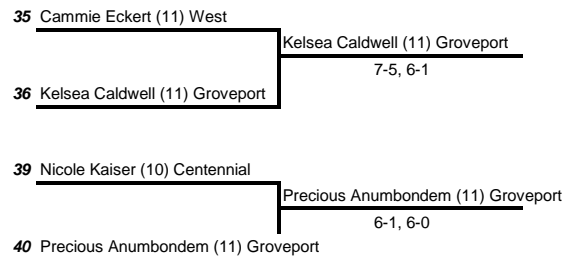 35 Cammie Eckert (11) West
Kelsea Caldwell (11) Groveport
7-5, 6-1
36 Kelsea Caldwell (11) Groveport
39 Nicole Kaiser (10) Centennial
Precious Anumbondem (11) Groveport
6-1, 6-0
40 Precious Anumbondem (11) Groveport